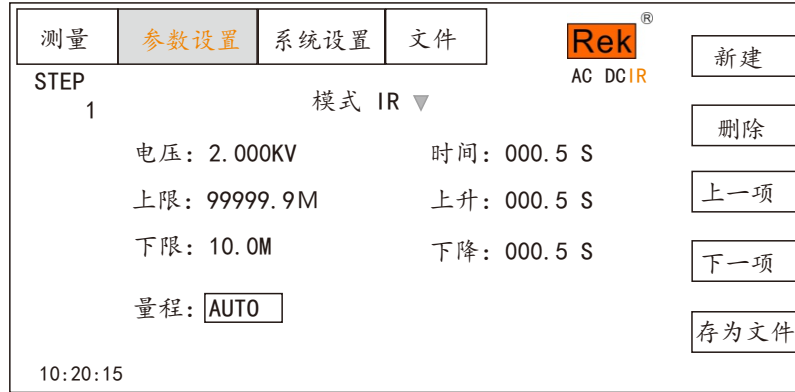 测量 参数设置 系统设置 文件 Rek® 新建
STEP AC DCIR
1 模式 IR ▼
删除
电压：2.000KV 时间：000.5 S
上限：99999.9M 上升：000.5 S 上一项
下限：10.0M 下降：000.5 S 下一项
量程：AUTO
存为文件
10:20:15